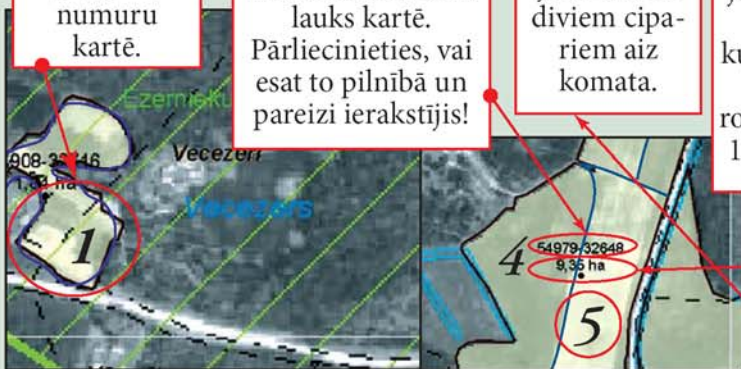 numuru
kartē.
lauks kartē.
Pārliecinieties, vai
esat to pilnībā un
pareizi ierakstījis!
diviem cipa-
riem aiz
komata.
Ezernieku
Vecezeri
Vecezers
1
4
54979-32648
9,35 ha
5